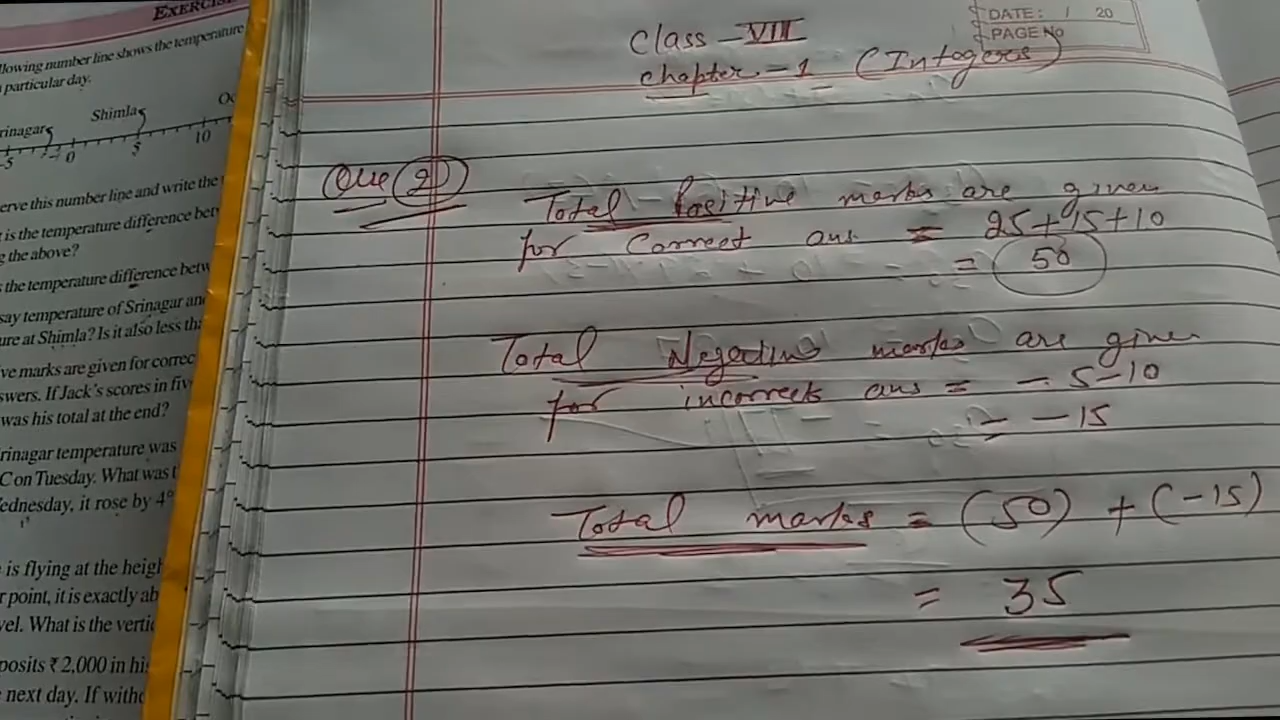 EXERCIS
llowing number line shows the temperature
particular day.
rinagar Shimla
-5 0 5 10
erve this number line and write the
is the temperature difference betw
g the above?
the temperature difference betw
say temperature of Srinagar an
ure at Shimla? Is it also less tha
ve marks are given for correc
swers. If Jack's scores in fiv
was his total at the end?
rinagar temperature was
C on Tuesday. What was t
ednesday, it rose by 4°
is flying at the heigh
r point, it is exactly ab
vel. What is the vertic
posits ₹ 2,000 in his
next day. If withd
DATE: / 20
PAGE No
Class - VII
Chapter - 1 (Integers)
Que (2) Total Positive marks are given
for correct ans = 25+15+10
= 50
Total Negative marks are given
for incorrects ans = -5-10
= -15
Total marks = (50) + (-15)
= 35